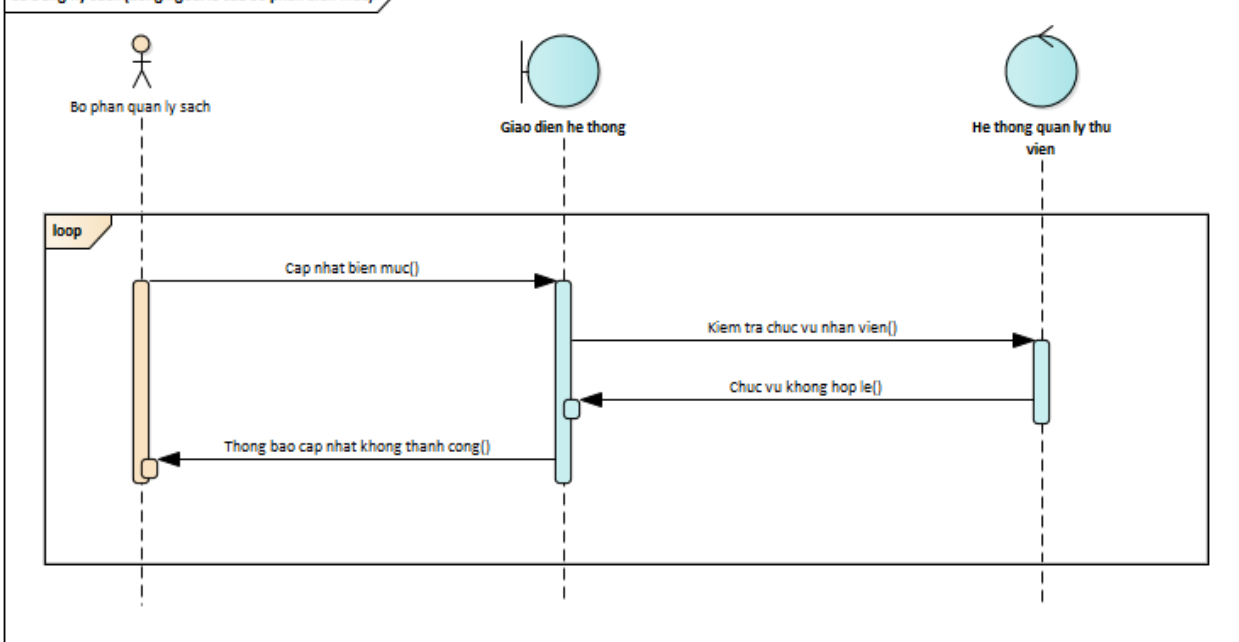 Bo phan quan ly sach
Giao dien he thong
He thong quan ly thu
vien
loop
Cap nhat bien muc()
Kiem tra chuc vu nhan vien()
Chuc vu khong hop le()
Thong bao cap nhat khong thanh cong()